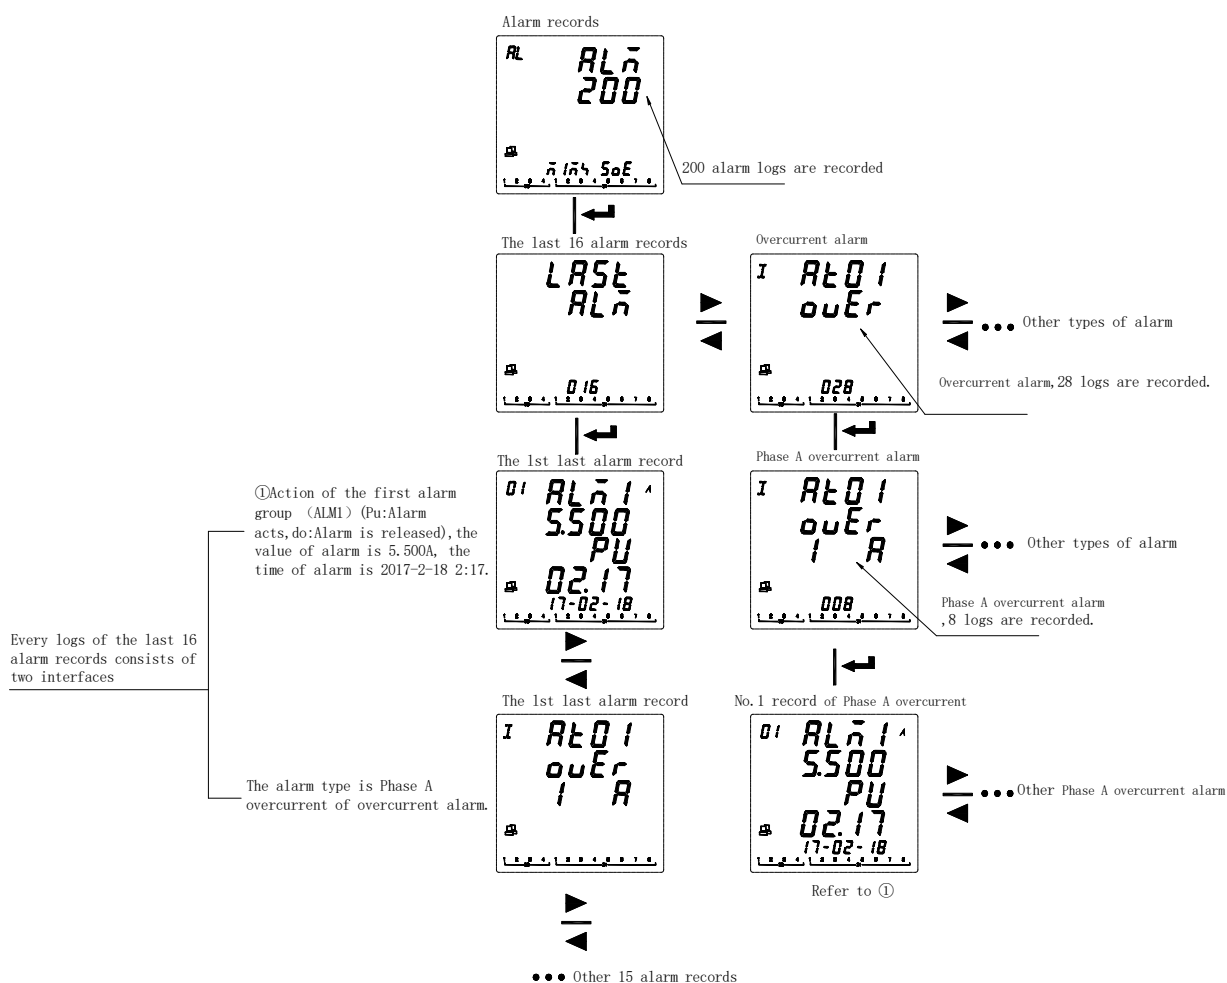 Alarm records
AL
ALM
200
200 alarm logs are recorded
The last 16 alarm records
LASt
ALM
016
Overcurrent alarm
I
At01
ovEr
028
Other types of alarm
Overcurrent alarm,28 logs are recorded.
The 1st last alarm record
01
ALM1
5.500
PU
02.17
17-02-18
①Action of the first alarm
group （ALM1）(Pu:Alarm
acts,do:Alarm is released),the
value of alarm is 5.500A, the
time of alarm is 2017-2-18 2:17.
Phase A overcurrent alarm
I
At01
ovEr
1 A
008
Other types of alarm
Phase A overcurrent alarm
,8 logs are recorded.
Every logs of the last 16
alarm records consists of
two interfaces
The 1st last alarm record
I
At01
ovEr
1 A
The alarm type is Phase A
overcurrent of overcurrent alarm.
No.1 record of Phase A overcurrent
01
ALM1
5.500
PU
02.17
17-02-18
Other Phase A overcurrent alarm
Refer to ①
Other 15 alarm records